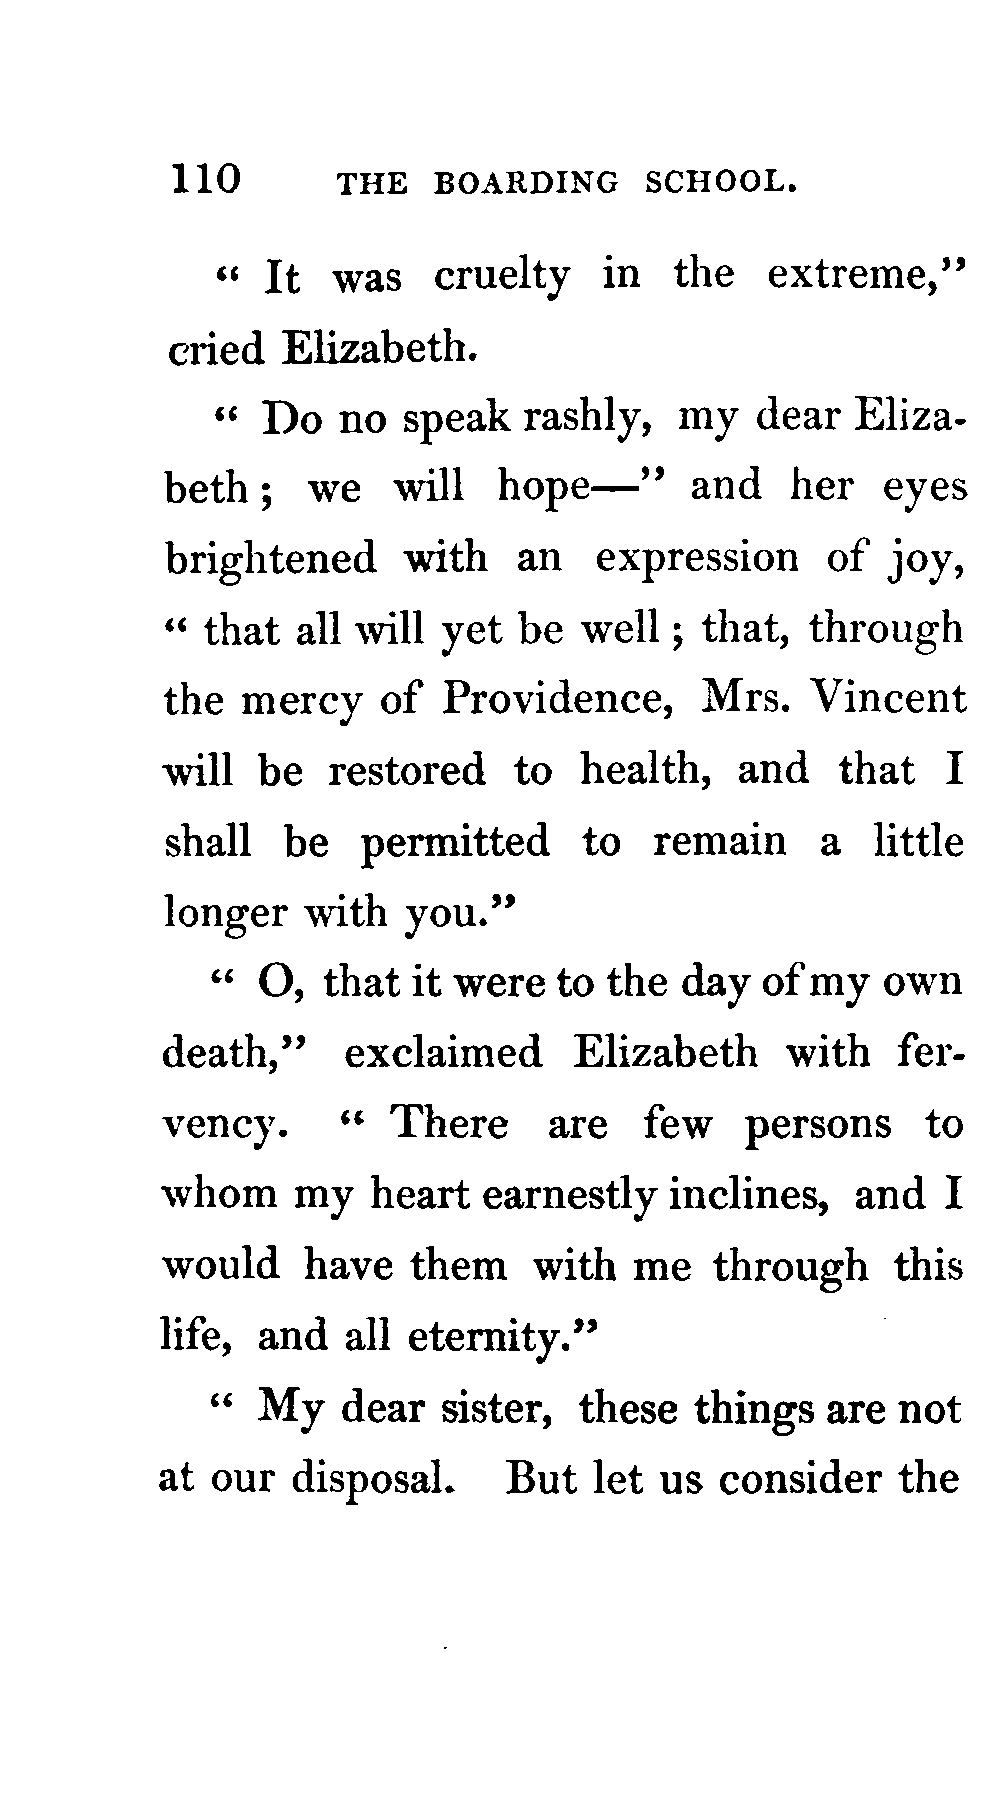 110 THE BOARDING SCHOOL.
“ It was cruelty in the extreme,”
cried Elizabeth.
“ Do no speak rashly, my dear Eliza-
beth ; we will hope—” and her eyes
brightened with an expression of joy,
“ that all will yet be well ; that, through
the mercy of Providence, Mrs. Vincent
will be restored to health, and that I
shall be permitted to remain a little
longer with you.”
“ O, that it were to the day of my own
death,” exclaimed Elizabeth with fer-
vency. “ There are few persons to
whom my heart earnestly inclines, and I
would have them with me through this
life, and all eternity.”
“ My dear sister, these things are not
at our disposal. But let us consider the